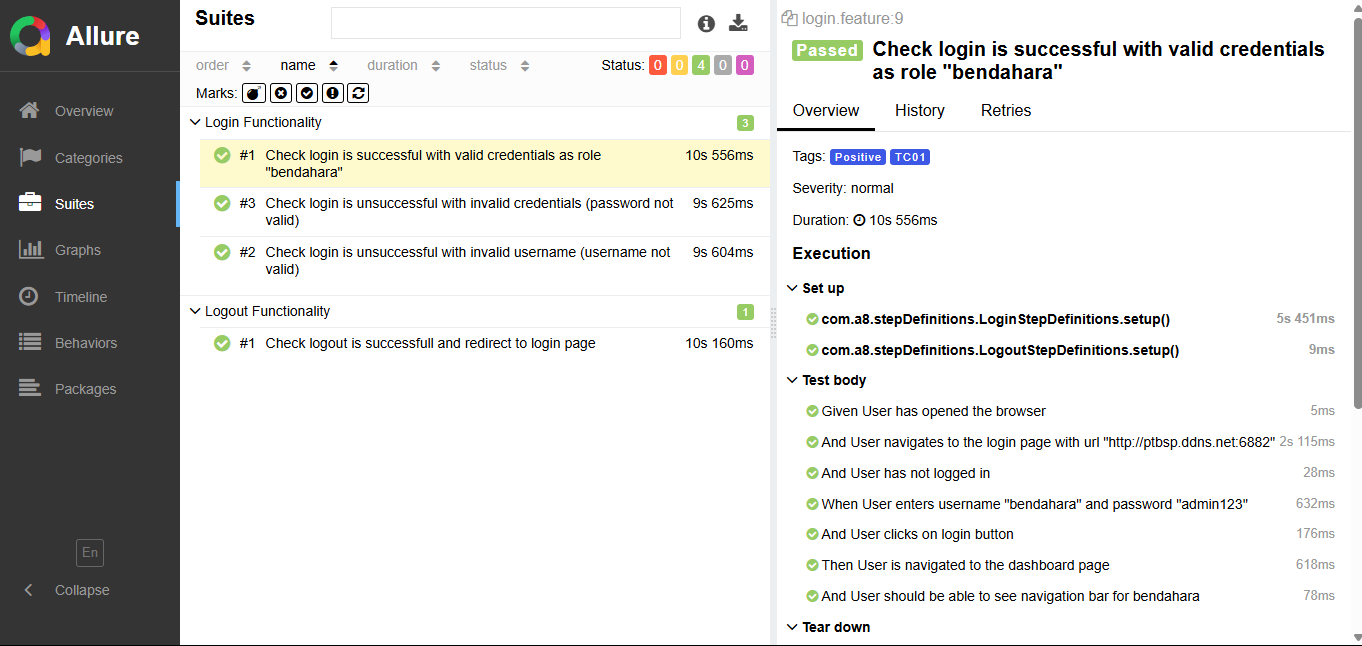 Allure
Overview
Categories
Suites
Graphs
Timeline
Behaviors
Packages
En
Collapse
Suites
order name duration status Status: 0 0 4 0 0
Marks:
Login Functionality 3
#1 Check login is successful with valid credentials as role 10s 556ms
"bendahara"
#3 Check login is unsuccessful with invalid credentials (password not 9s 625ms
valid)
#2 Check login is unsuccessful with invalid username (username not 9s 604ms
valid)
Logout Functionality 1
#1 Check logout is successfull and redirect to login page 10s 160ms
login.feature:9
Passed Check login is successful with valid credentials
as role "bendahara"
Overview History Retries
Tags: Positive TC01
Severity: normal
Duration: 10s 556ms
Execution
Set up
com.a8.stepDefinitions.LoginStepDefinitions.setup() 5s 451ms
com.a8.stepDefinitions.LogoutStepDefinitions.setup() 9ms
Test body
Given User has opened the browser 5ms
And User navigates to the login page with url "http://ptbsp.ddns.net:6882" 2s 115ms
And User has not logged in 28ms
When User enters username "bendahara" and password "admin123" 632ms
And User clicks on login button 176ms
Then User is navigated to the dashboard page 618ms
And User should be able to see navigation bar for bendahara 78ms
Tear down